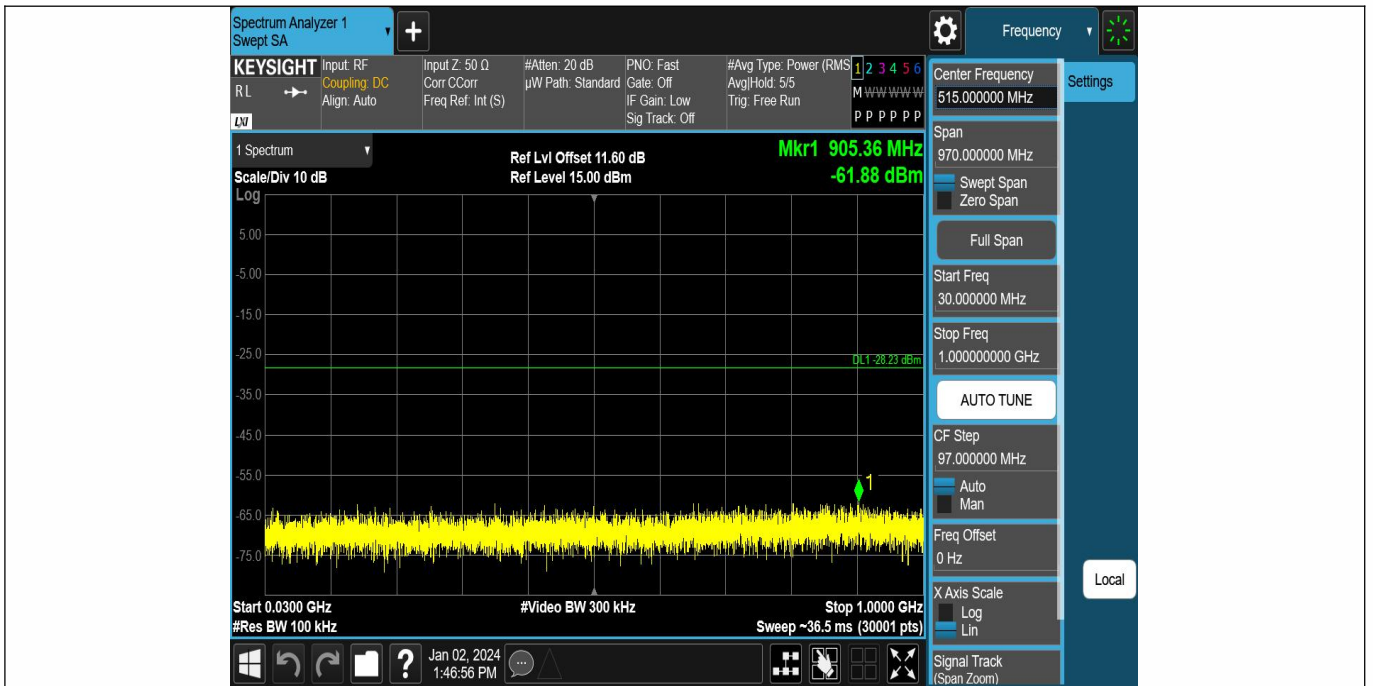 Spectrum Analyzer 1
Swept SA
+
Frequency
KEYSIGHT
RL
LXI
Input: RF
Coupling: DC
Align: Auto
Input Z: 50 Ω
Corr CCorr
Freq Ref: Int (S)
#Atten: 20 dB
µW Path: Standard
PNO: Fast
Gate: Off
IF Gain: Low
Sig Track: Off
#Avg Type: Power (RMS
Avg|Hold: 5/5
Trig: Free Run
1 2 3 4 5 6
M W W W W W
P P P P P P
1 Spectrum
Scale/Div 10 dB
Log
Ref Lvl Offset 11.60 dB
Ref Level 15.00 dBm
Mkr1 905.36 MHz
-61.88 dBm
5.00
-5.00
-15.0
-25.0
DL1 -28.23 dBm
-35.0
-45.0
-55.0
1
-65.0
-75.0
Start 0.0300 GHz
#Res BW 100 kHz
#Video BW 300 kHz
Stop 1.0000 GHz
Sweep ~36.5 ms (30001 pts)
Jan 02, 2024
1:46:56 PM
?
Center Frequency
515.000000 MHz
Settings
Span
970.000000 MHz
Swept Span
Zero Span
Full Span
Start Freq
30.000000 MHz
Stop Freq
1.000000000 GHz
AUTO TUNE
CF Step
97.000000 MHz
Auto
Man
Freq Offset
0 Hz
Local
X Axis Scale
Log
Lin
Signal Track
(Span Zoom)